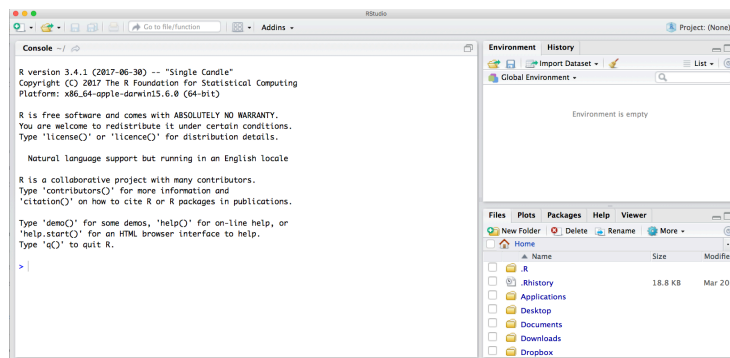 RStudio
Go to file/function
Addins
Project: (None)
Console ~/
R version 3.4.1 (2017-06-30) -- "Single Candle"
Copyright (C) 2017 The R Foundation for Statistical Computing
Platform: x86_64-apple-darwin15.6.0 (64-bit)
R is free software and comes with ABSOLUTELY NO WARRANTY.
You are welcome to redistribute it under certain conditions.
Type 'license()' or 'licence()' for distribution details.
Natural language support but running in an English locale
R is a collaborative project with many contributors.
Type 'contributors()' for more information and
'citation()' on how to cite R or R packages in publications.
Type 'demo()' for some demos, 'help()' for on-line help, or
'help.start()' for an HTML browser interface to help.
Type 'q()' to quit R.
>
Environment History
Import Dataset List
Global Environment
Environment is empty
Files Plots Packages Help Viewer
New Folder Delete Rename More
Home
Name Size Modifie
.R
.Rhistory 18.8 KB Mar 20
Applications
Desktop
Documents
Downloads
Dropbox